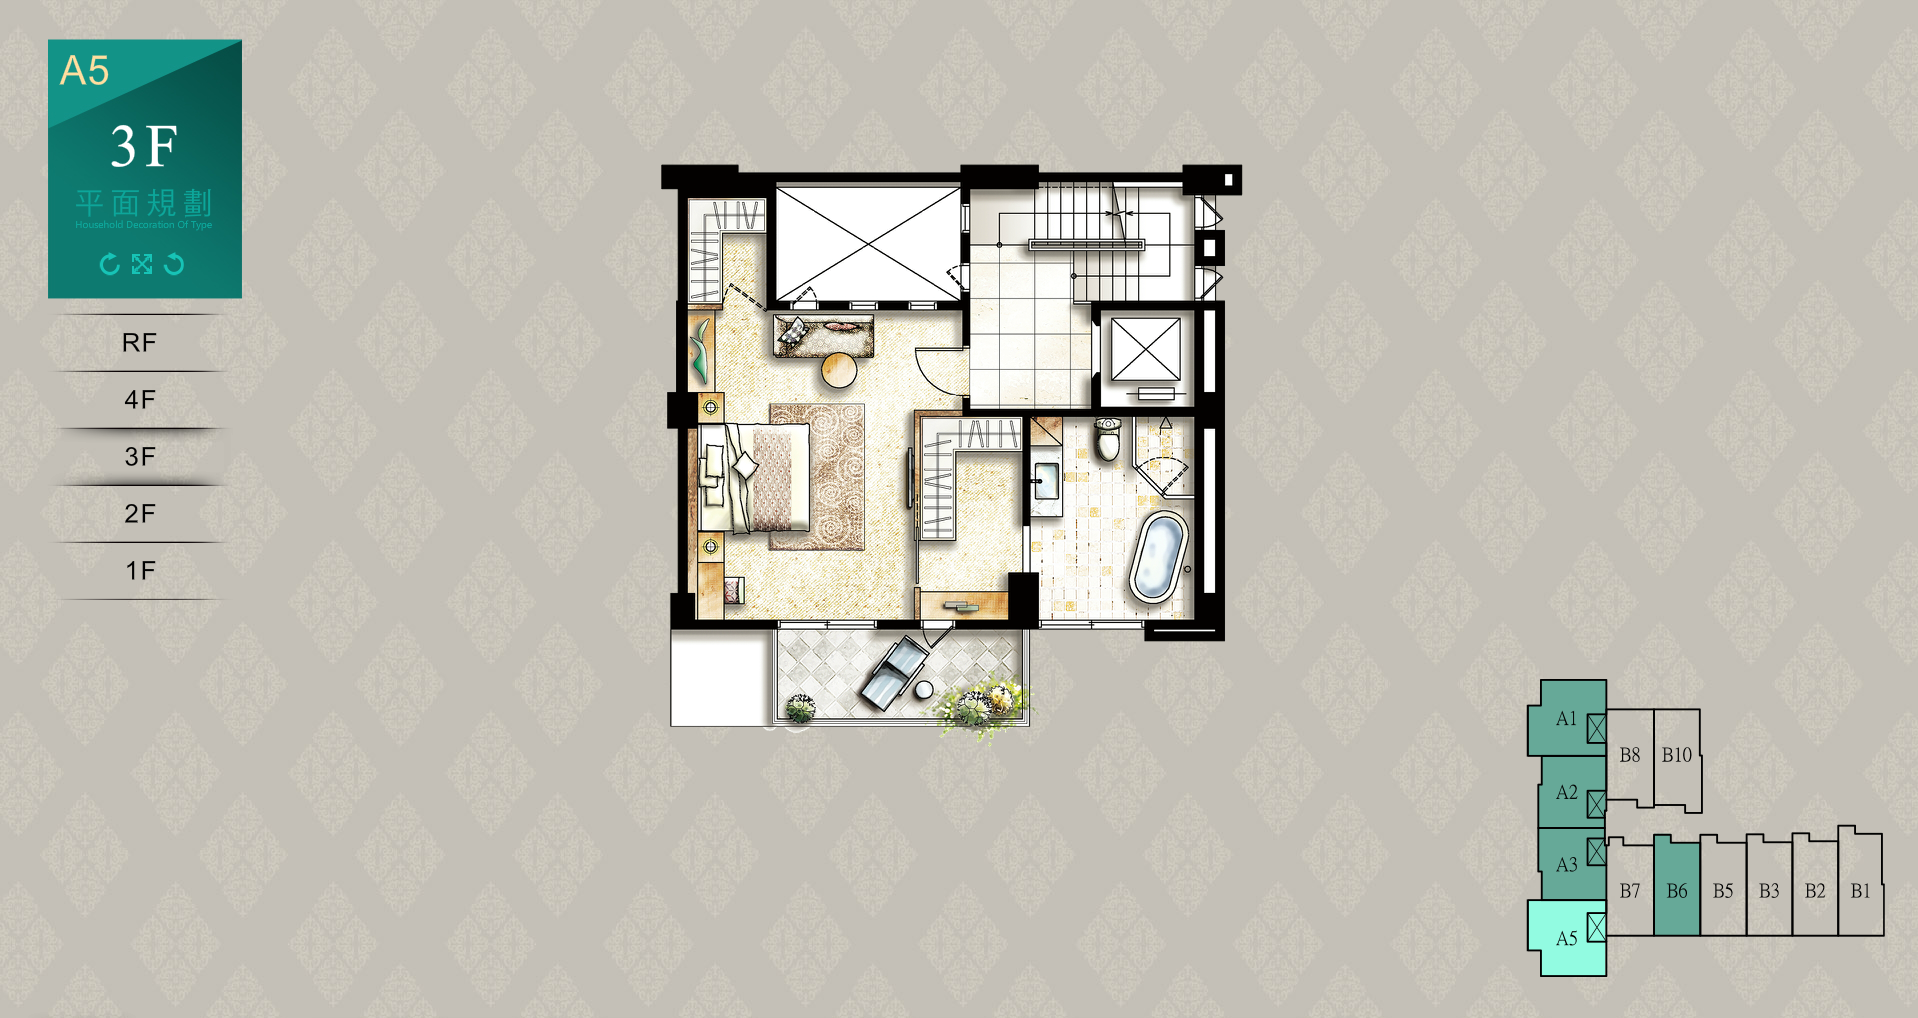 A5
3F
平面規劃
Household Decoration Of Type
RF
4F
3F
2F
1F
A1
B8
B10
A2
A3
B7
B6
B5
B3
B2
B1
A5